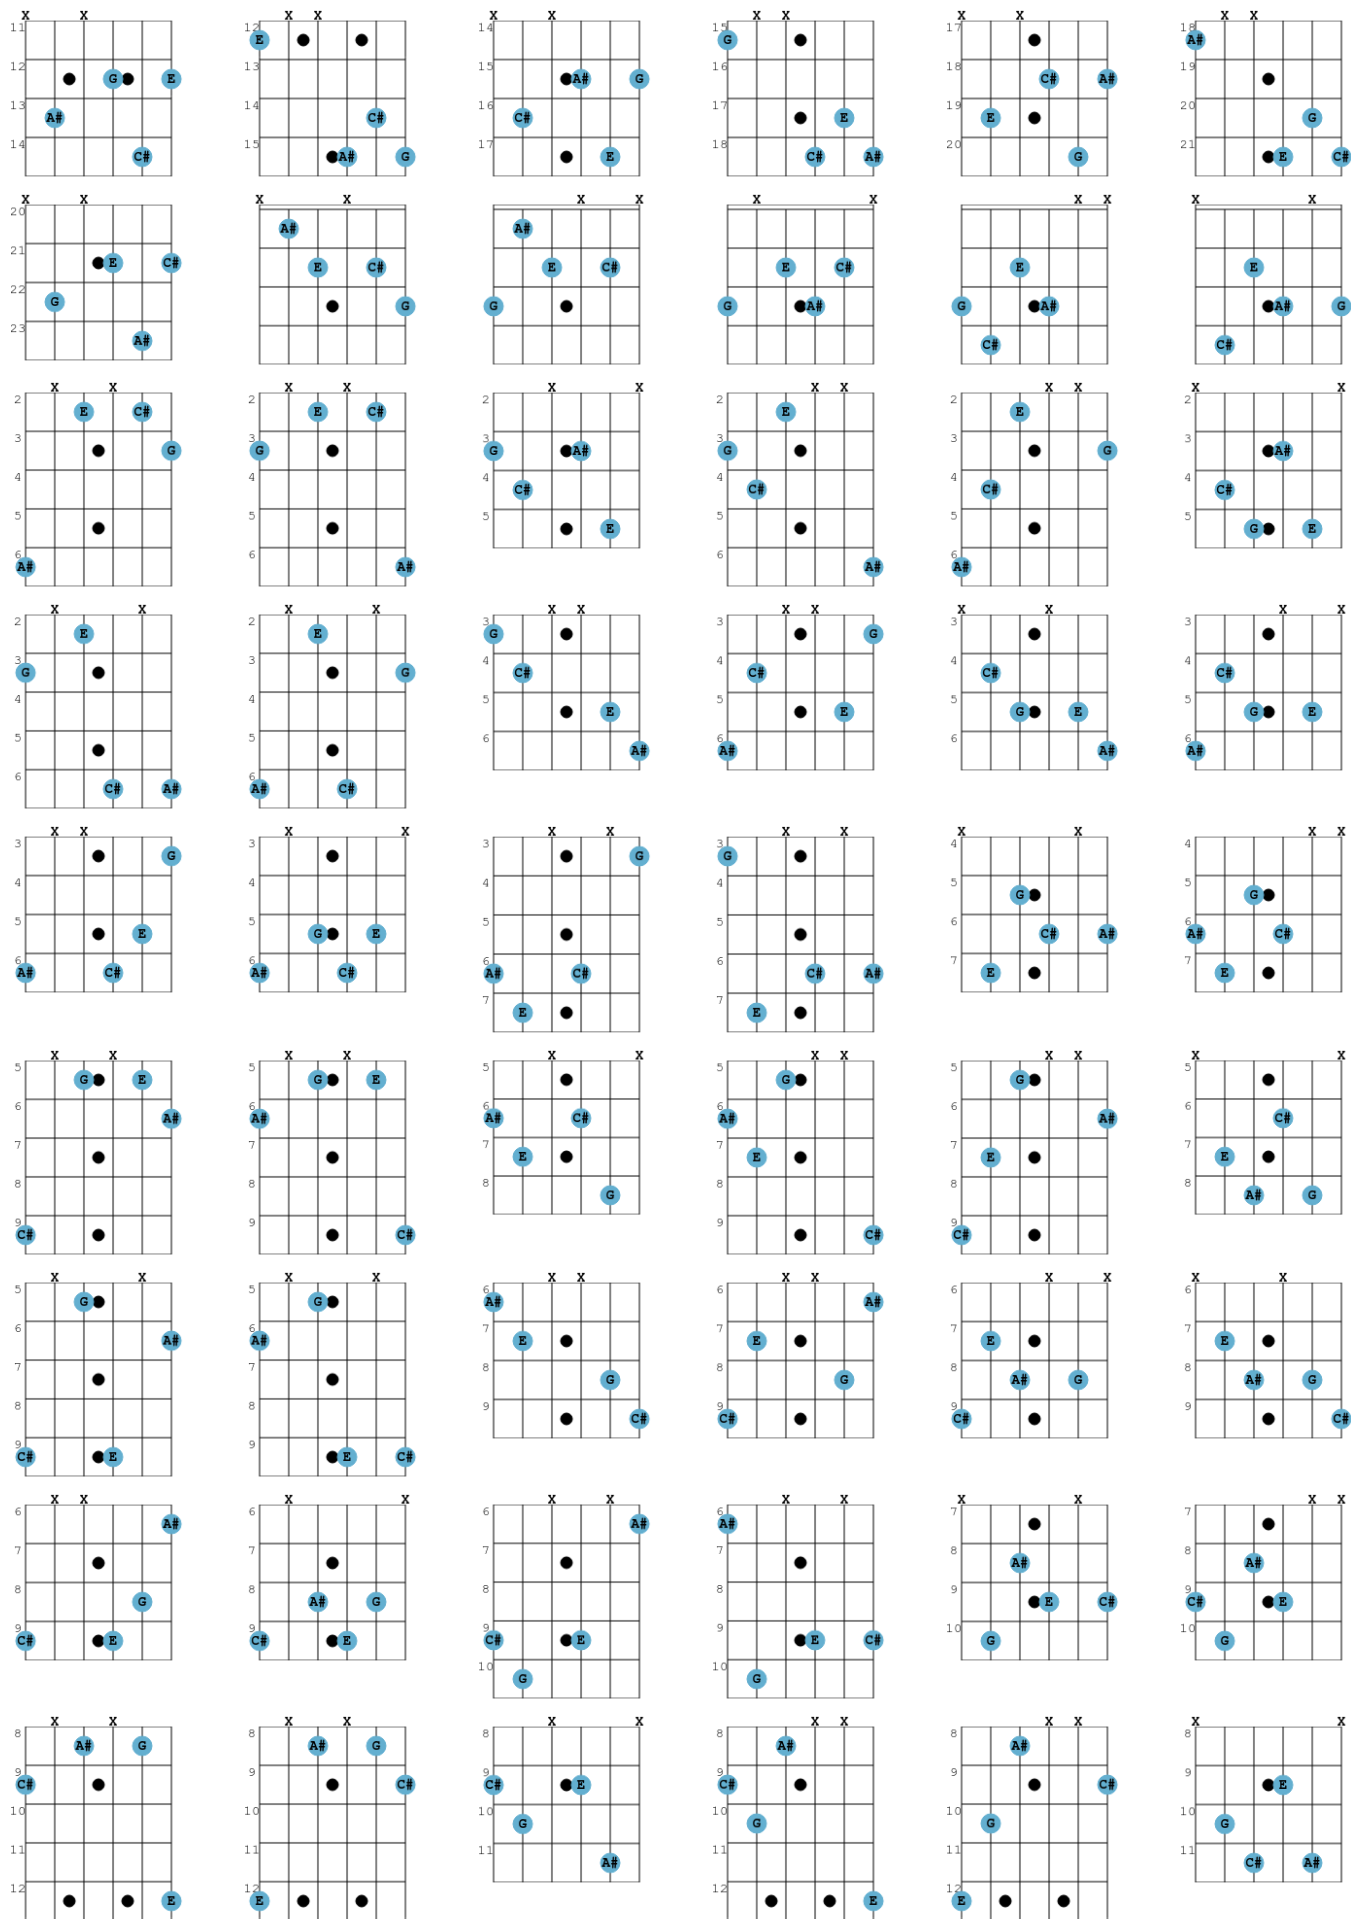 X X X X X X X X X X X X
11 12 E 14 15 G 17 18 A#
12 G E 13 15 A# G 16 18 C# A# 19
13 A# 14 C# 16 C# 17 E 19 E 20 G
14 C# 15 A# G 17 E 18 C# A# 20 G 21 E C#
X X X X X X X X X X X X
20 A# A#
21 E C# E C# E C# E C# E E
22 G G G G A# G A# A# G
23 A# C# C#
X X X X X X X X X X X X
2 E C# 2 E C# 2 2 E 2 E 2
3 G 3 G 3 G A# 3 G 3 G 3 A#
4 4 4 C# 4 C# 4 C# 4 C#
5 5 5 E 5 5 5 G E
6 A# 6 A# 6 A# 6 A#
X X X X X X X X X X X X
2 E 2 E 3 G 3 G 3 3
3 G 3 G 4 C# 4 C# 4 C# 4 C#
4 4 5 E 5 E 5 G E 5 G E
5 5 6 A# 6 A# 6 A# 6 A#
6 C# A# 6 A# C#
X X X X X X X X X X X X
3 G 3 3 G 3 G 4 4
4 4 4 4 5 G 5 G
5 E 5 G E 5 5 6 C# A# 6 A# C#
6 A# C# 6 A# C# 6 A# C# 6 C# A# 7 E 7 E
7 E 7 E
X X X X X X X X X X X X
5 G E 5 G E 5 5 G 5 G 5
6 A# 6 A# 6 A# C# 6 A# 6 A# 6 C#
7 7 7 E 7 E 7 E 7 E
8 8 8 G 8 8 8 A# G
9 C# 9 C# 9 C# 9 C#
X X X X X X X X X X X X
5 G 5 G 6 A# 6 A# 6 6
6 A# 6 A# 7 E 7 E 7 E 7 E
7 7 8 G 8 G 8 A# G 8 A# G
8 8 9 C# 9 C# 9 C# 9 C#
9 C# E 9 E C#
X X X X X X X X X X X X
6 A# 6 6 A# 6 A# 7 7
7 7 7 7 8 A# 8 A#
8 G 8 A# G 8 8 9 E C# 9 C# E
9 C# E 9 C# E 9 C# E 9 E C# 10 G 10 G
10 G 10 G
X X X X X X X X X X X X
8 A# G 8 A# G 8 8 A# 8 A# 8
9 C# 9 C# 9 C# E 9 C# 9 C# 9 E
10 10 10 G 10 G 10 G 10 G
11 11 11 A# 11 11 11 C# A#
12 E 12 E 12 E 12 E